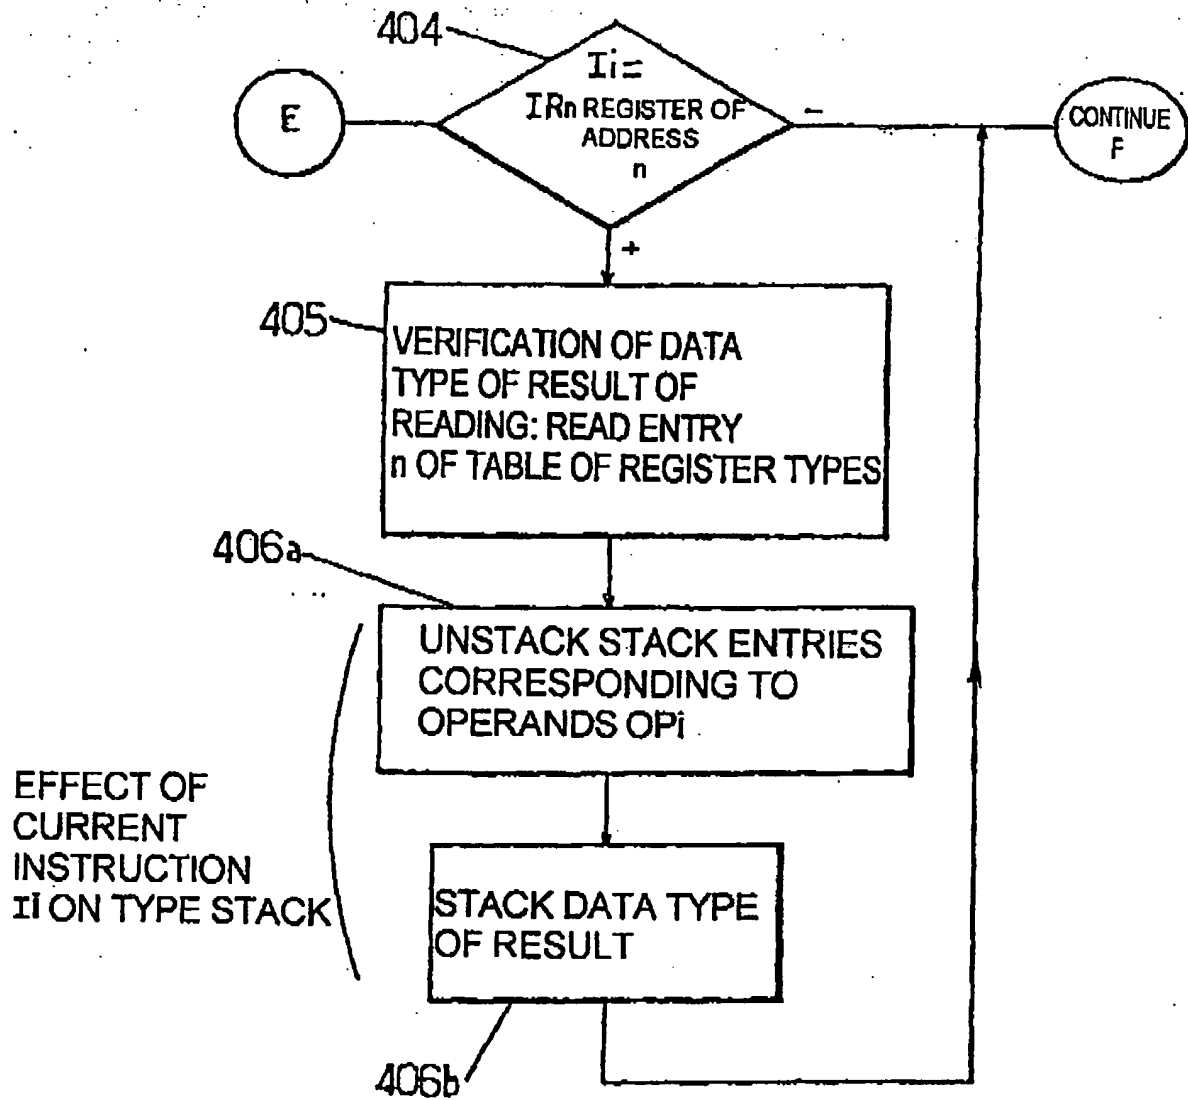 404
Ii=
IRn REGISTER OF
ADDRESS
n
E
-
CONTINUE
F
+
405
VERIFICATION OF DATA
TYPE OF RESULT OF
READING: READ ENTRY
n OF TABLE OF REGISTER TYPES
406a
UNSTACK STACK ENTRIES
CORRESPONDING TO
OPERANDS OPi
EFFECT OF
CURRENT
INSTRUCTION
Ii ON TYPE STACK
STACK DATA TYPE
OF RESULT
406b